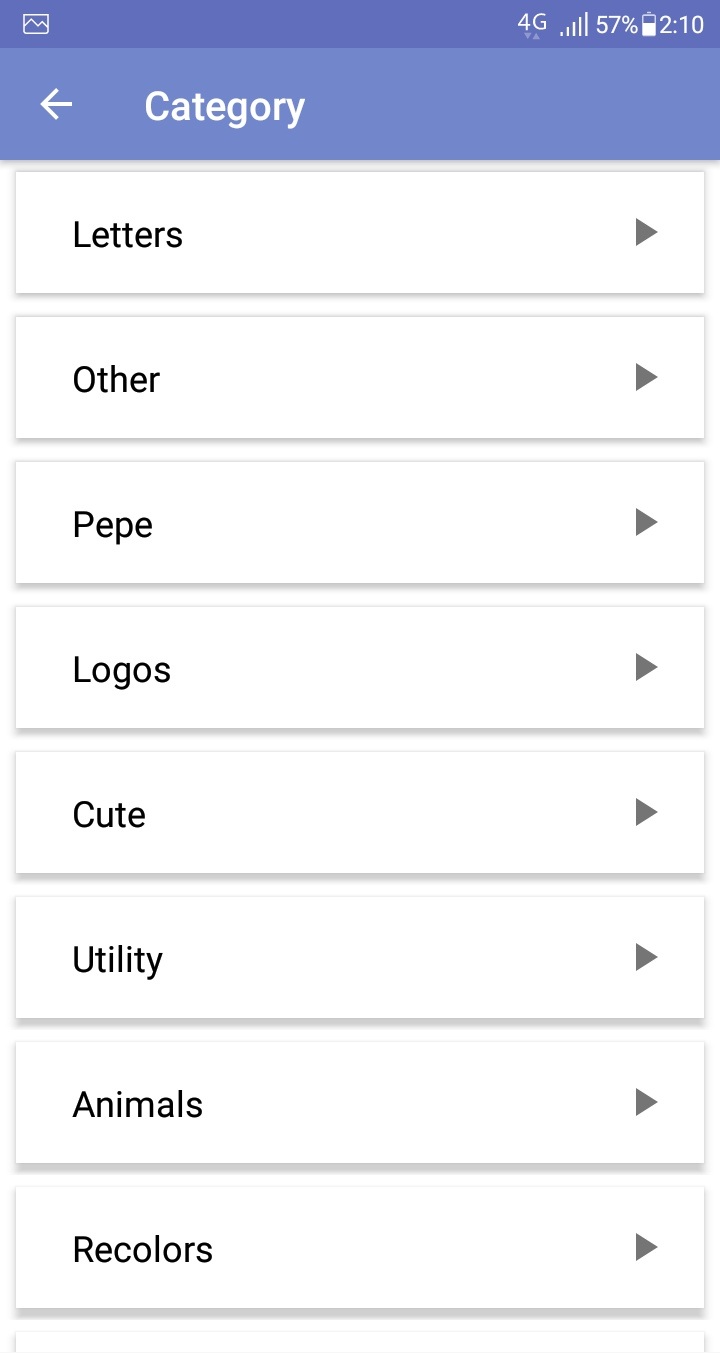 4G 57% 2:10
Category
Letters
Other
Pepe
Logos
Cute
Utility
Animals
Recolors